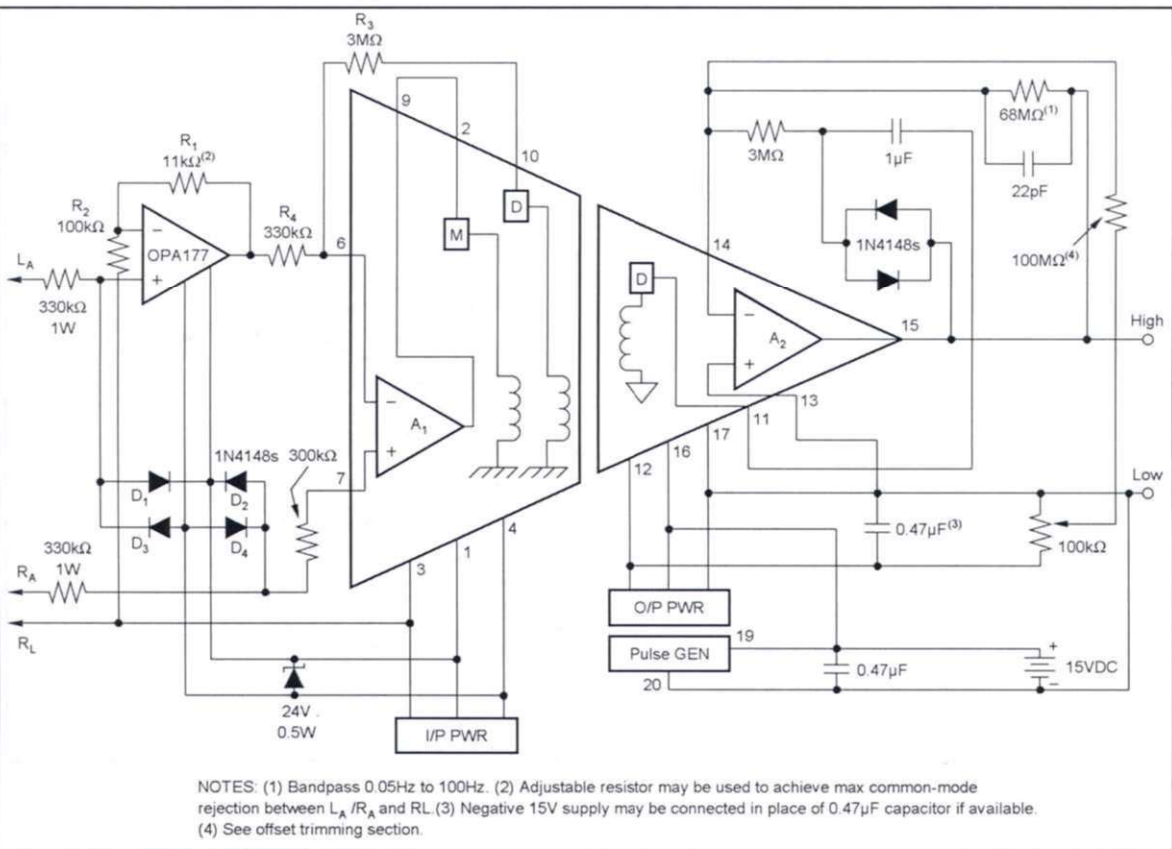 R3
3MΩ
9
2
10
R1
11kΩ(2)
R2
100kΩ
−
OPA177
+
R4
330kΩ
6
D
M
LA
330kΩ
1W
−
A1
+
1N4148s
300kΩ
7
D1
D2
D3
D4
330kΩ
1W
RA
RL
4
1
3
24V
0.5W
I/P PWR
68MΩ(1)
3MΩ
1µF
22pF
14
1N4148s
100MΩ(4)
D
−
A2
+
15
High
13
11
17
16
12
Low
0.47µF(3)
100kΩ
O/P PWR
19
Pulse GEN
20
0.47µF
+
15VDC
−
NOTES: (1) Bandpass 0.05Hz to 100Hz. (2) Adjustable resistor may be used to achieve max common-mode
rejection between LA /RA and RL.(3) Negative 15V supply may be connected in place of 0.47µF capacitor if available.
(4) See offset trimming section.